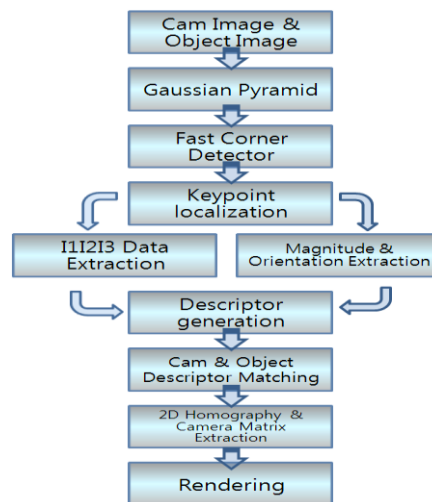 Cam Image &
Object Image
Gaussian Pyramid
Fast Corner
Detector
Keypoint
localization
I1I2I3 Data
Extraction
Magnitude &
Orientation Extraction
Descriptor
generation
Cam & Object
Descriptor Matching
2D Homography &
Camera Matrix
Extraction
Rendering